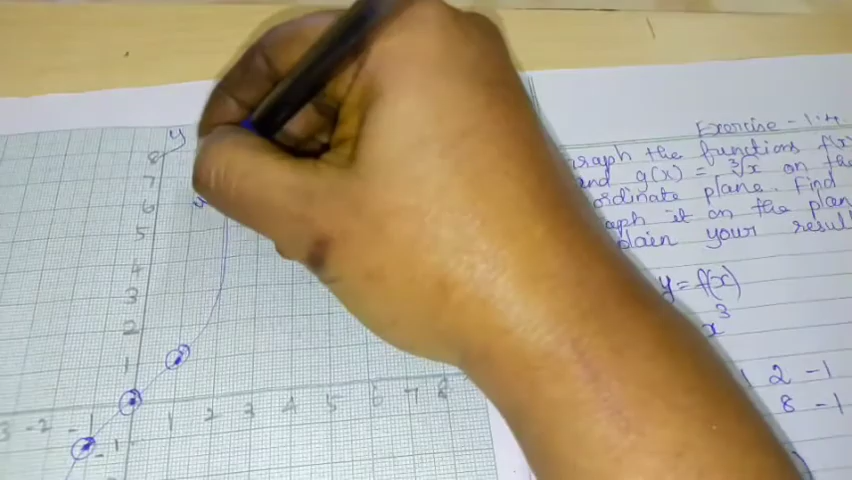 Exercise - 1.4.
raph the functions f(x
and g(x) = ∛x on the
ordinate plane. Find
aph it on the plan
plain your result
y = f(x)
x³
1 2 -1
8 -1
y
8
7
6
5
4
3
2
1
3 -2 -1 1 2 3 4 5 6 7 8
-1